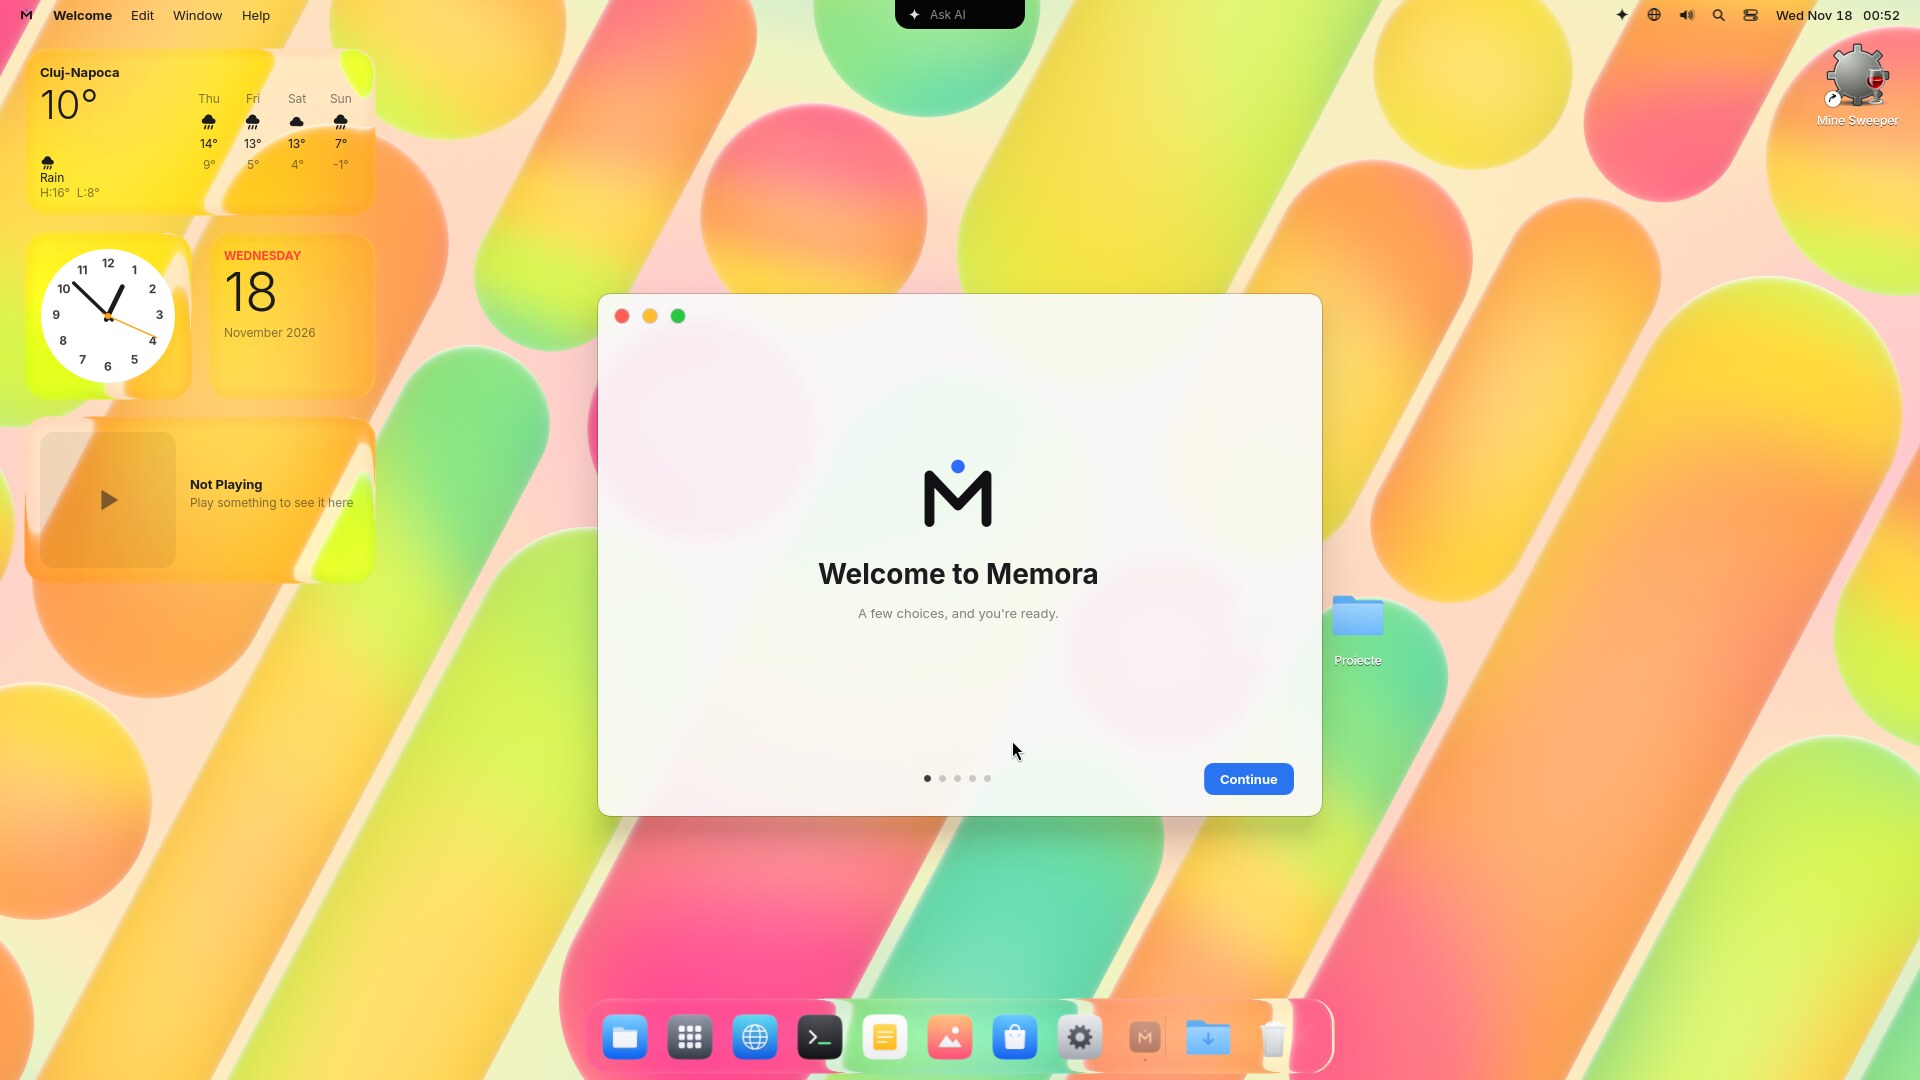 Welcome Edit Window Help
Ask AI
Wed Nov 18 00:52
Cluj-Napoca
10°
Rain
H:16° L:8°
Thu Fri Sat Sun
14° 13° 13° 7°
9° 5° 4° -1°
12 1 2 3 4 5 6 7 8 9 10 11
WEDNESDAY
18
November 2026
Not Playing
Play something to see it here
Mine Sweeper
Welcome to Memora
A few choices, and you're ready.
Continue
Proiecte